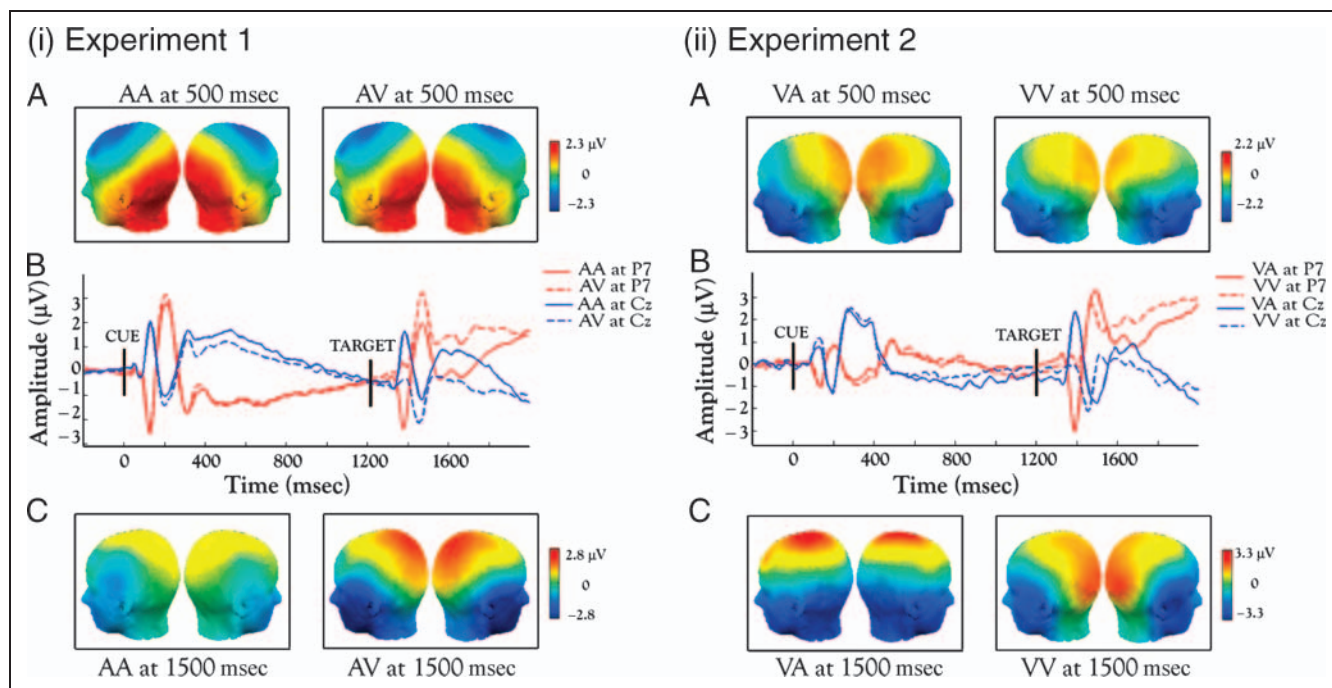 (i) Experiment 1
A
AA at 500 msec
AV at 500 msec
2.3 µV
0
−2.3
B
AA at P7
AV at P7
AA at Cz
AV at Cz
Amplitude (µV)
3
2
1
0
−1
−2
−3
CUE
TARGET
0
400
800
1200
1600
Time (msec)
C
2.8 µV
0
−2.8
AA at 1500 msec
AV at 1500 msec
(ii) Experiment 2
A
VA at 500 msec
VV at 500 msec
2.2 µV
0
−2.2
B
VA at P7
VV at P7
VA at Cz
VV at Cz
Amplitude (µV)
3
2
1
0
−1
−2
−3
CUE
TARGET
0
400
800
1200
1600
Time (msec)
C
3.3 µV
0
−3.3
VA at 1500 msec
VV at 1500 msec